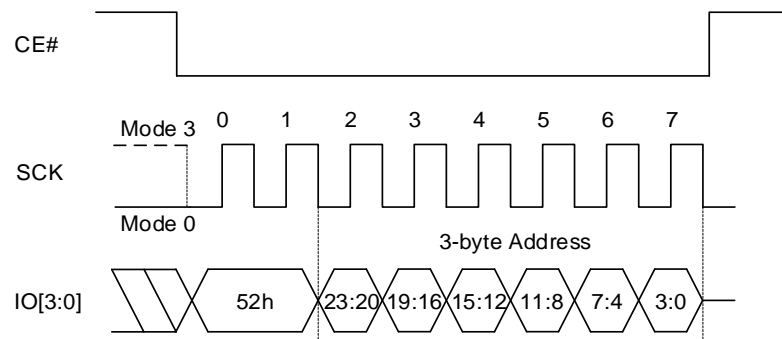 CE#
0 1 2 3 4 5 6 7
Mode 3
SCK
Mode 0
3-byte Address
IO[3:0] 52h 23:20 19:16 15:12 11:8 7:4 3:0